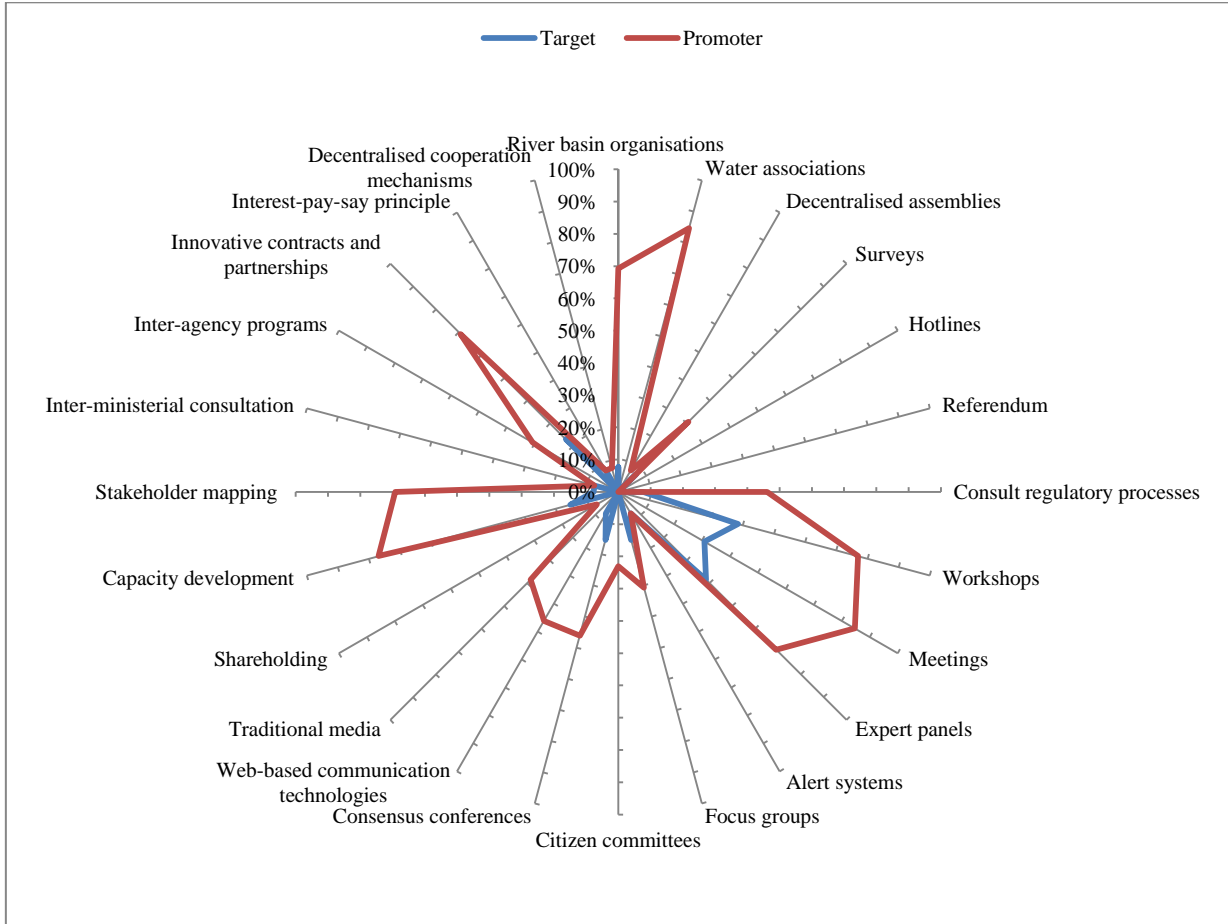 Target
Promoter
River basin organisations
Water associations
Decentralised assemblies
Surveys
Hotlines
Referendum
Consult regulatory processes
Workshops
Meetings
Expert panels
Alert systems
Focus groups
Citizen committees
Consensus conferences
Web-based communication
technologies
Traditional media
Shareholding
Capacity development
Stakeholder mapping
Inter-ministerial consultation
Inter-agency programs
Innovative contracts and
partnerships
Interest-pay-say principle
Decentralised cooperation
mechanisms
100%
90%
80%
70%
60%
50%
40%
30%
20%
10%
0%